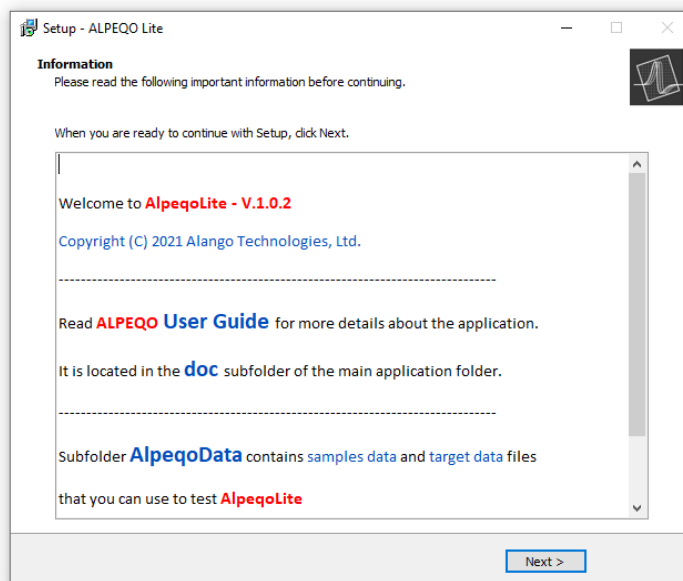 Setup - ALPEQO Lite
Information
Please read the following important information before continuing.
When you are ready to continue with Setup, click Next.
Welcome to AlpeqoLite - V.1.0.2
Copyright (C) 2021 Alango Technologies, Ltd.
--------------------------------------------------------------------------------
Read ALPEQO User Guide for more details about the application.
It is located in the doc subfolder of the main application folder.
--------------------------------------------------------------------------------
Subfolder AlpeqoData contains samples data and target data files
that you can use to test AlpeqoLite
Next >